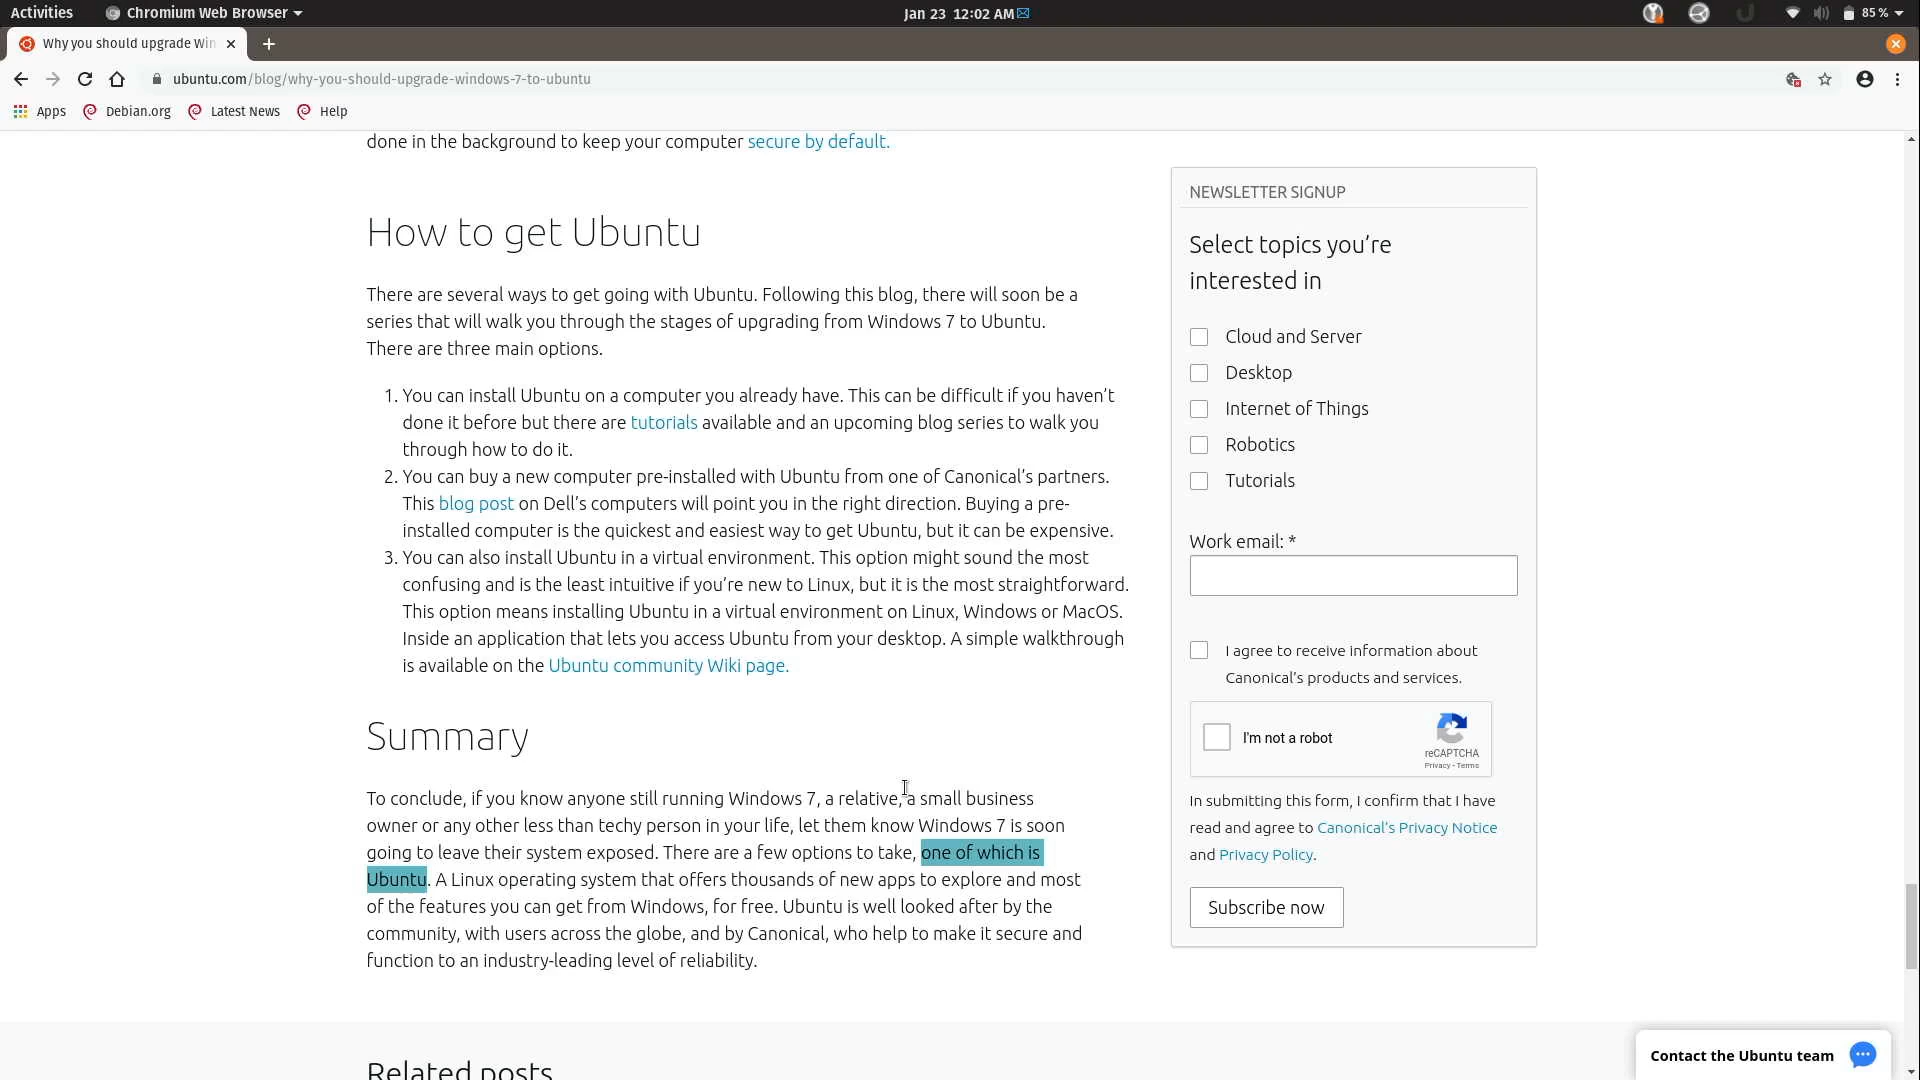 Activities Chromium Web Browser Jan 23 12:02 AM 85 %
Why you should upgrade Win
ubuntu.com/blog/why-you-should-upgrade-windows-7-to-ubuntu
Apps Debian.org Latest News Help
done in the background to keep your computer secure by default.
How to get Ubuntu
There are several ways to get going with Ubuntu. Following this blog, there will soon be a
series that will walk you through the stages of upgrading from Windows 7 to Ubuntu.
There are three main options.
1. You can install Ubuntu on a computer you already have. This can be difficult if you haven’t
done it before but there are tutorials available and an upcoming blog series to walk you
through how to do it.
2. You can buy a new computer pre-installed with Ubuntu from one of Canonical’s partners.
This blog post on Dell’s computers will point you in the right direction. Buying a pre-
installed computer is the quickest and easiest way to get Ubuntu, but it can be expensive.
3. You can also install Ubuntu in a virtual environment. This option might sound the most
confusing and is the least intuitive if you’re new to Linux, but it is the most straightforward.
This option means installing Ubuntu in a virtual environment on Linux, Windows or MacOS.
Inside an application that lets you access Ubuntu from your desktop. A simple walkthrough
is available on the Ubuntu community Wiki page.
Summary
To conclude, if you know anyone still running Windows 7, a relative, a small business
owner or any other less than techy person in your life, let them know Windows 7 is soon
going to leave their system exposed. There are a few options to take, one of which is
Ubuntu. A Linux operating system that offers thousands of new apps to explore and most
of the features you can get from Windows, for free. Ubuntu is well looked after by the
community, with users across the globe, and by Canonical, who help to make it secure and
function to an industry-leading level of reliability.
Related posts
NEWSLETTER SIGNUP
Select topics you’re
interested in
Cloud and Server
Desktop
Internet of Things
Robotics
Tutorials
Work email: *
I agree to receive information about
Canonical’s products and services.
I'm not a robot
reCAPTCHA
Privacy - Terms
In submitting this form, I confirm that I have
read and agree to Canonical’s Privacy Notice
and Privacy Policy.
Subscribe now
Contact the Ubuntu team